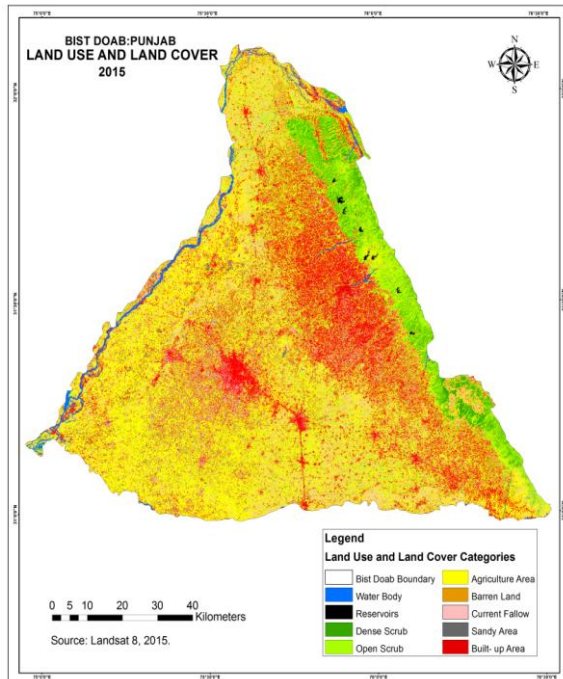 BIST DOAB:PUNJAB
LAND USE AND LAND COVER
2015
N
W E
S
Legend
Land Use and Land Cover Categories
Bist Doab Boundary
Water Body
Reservoirs
Dense Scrub
Open Scrub
Agriculture Area
Barren Land
Current Fallow
Sandy Area
Built- up Area
0 5 10 20 30 40
Kilometers
Source: Landsat 8, 2015.